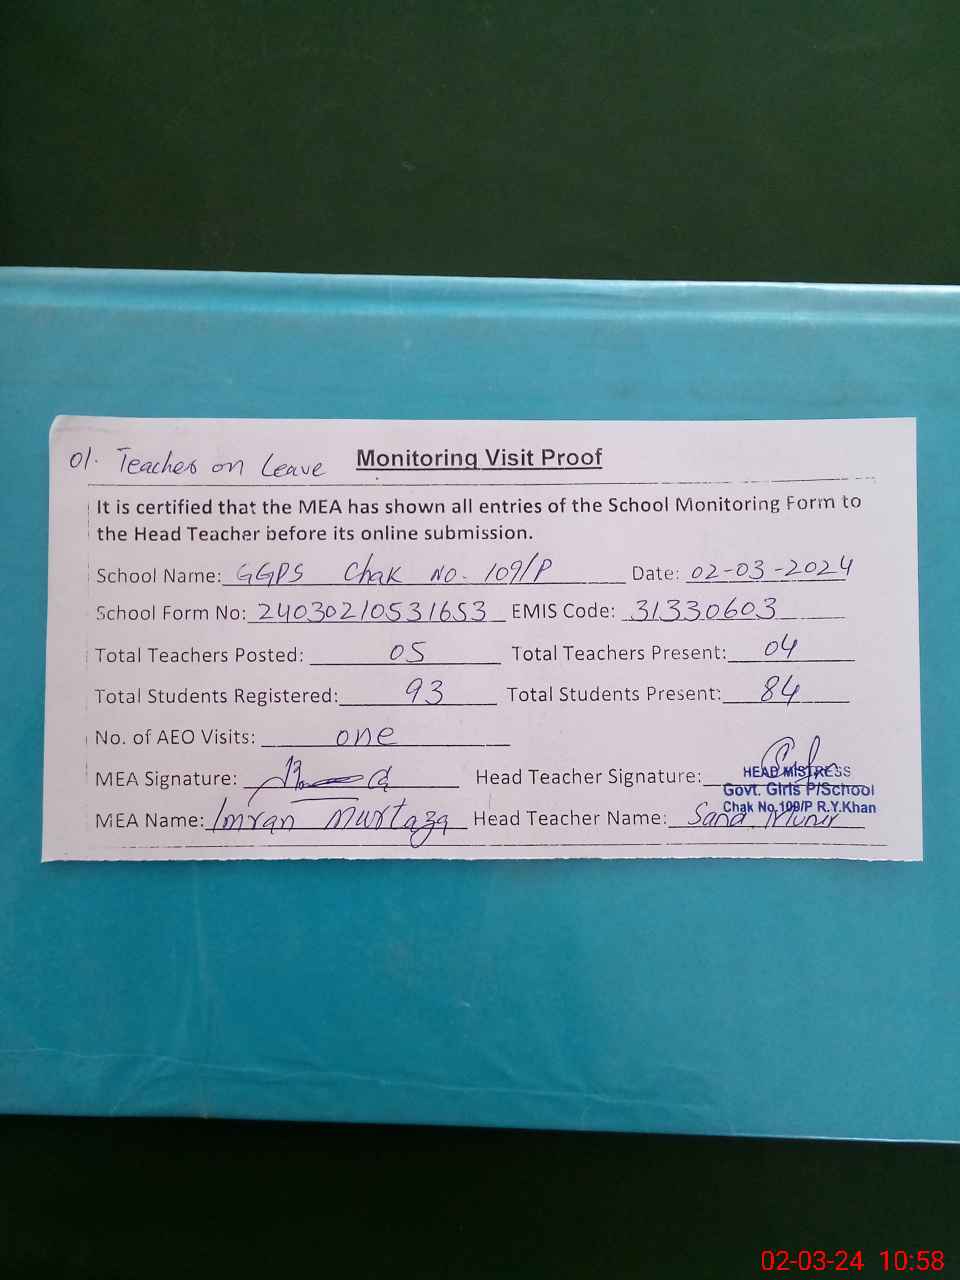 01. Teacher on Leave Monitoring Visit Proof
It is certified that the MEA has shown all entries of the School Monitoring Form to
the Head Teacher before its online submission.
School Name: GGPS Chak No. 109/P Date: 02-03-2024
School Form No: 24030210531653 EMIS Code: 31330603
Total Teachers Posted: 05 Total Teachers Present: 04
Total Students Registered: 93 Total Students Present: 84
No. of AEO Visits: one
MEA Signature: Head Teacher Signature:
HEAD MISTRESS
Govt. Girls P/School
Chak No.109/P R.Y.Khan
MEA Name: Imran Murtaza Head Teacher Name: Sana Munir
02-03-24 10:58